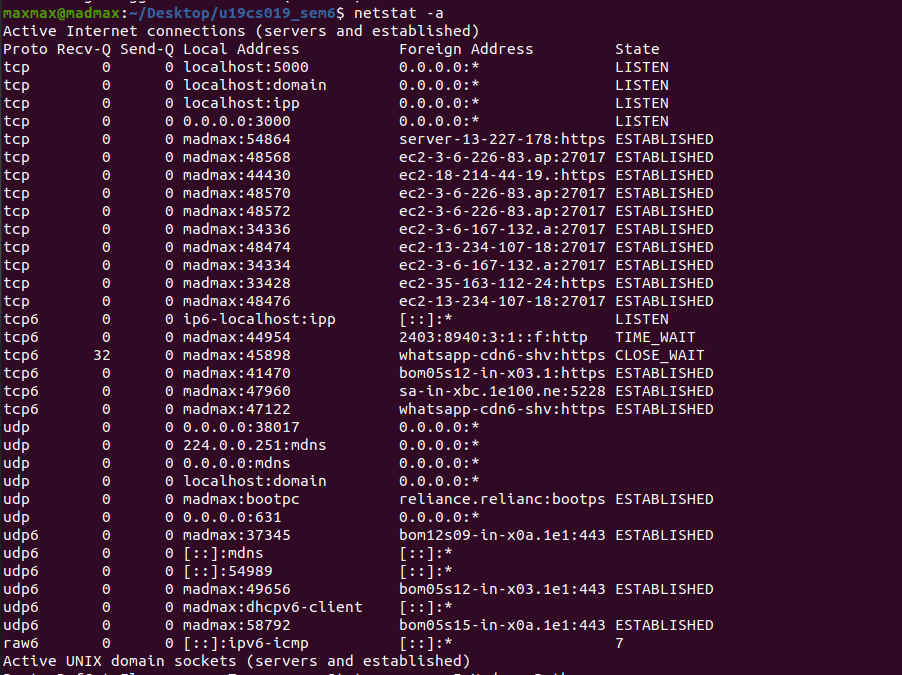 maxmax@madmax:~/Desktop/u19cs019_sem6$ netstat -a
Active Internet connections (servers and established)
Proto Recv-Q Send-Q Local Address           Foreign Address         State
tcp        0      0 localhost:5000          0.0.0.0:*               LISTEN
tcp        0      0 localhost:domain        0.0.0.0:*               LISTEN
tcp        0      0 localhost:ipp           0.0.0.0:*               LISTEN
tcp        0      0 0.0.0.0:3000            0.0.0.0:*               LISTEN
tcp        0      0 madmax:54864            server-13-227-178:https ESTABLISHED
tcp        0      0 madmax:48568            ec2-3-6-226-83.ap:27017 ESTABLISHED
tcp        0      0 madmax:44430            ec2-18-214-44-19.:https ESTABLISHED
tcp        0      0 madmax:48570            ec2-3-6-226-83.ap:27017 ESTABLISHED
tcp        0      0 madmax:48572            ec2-3-6-226-83.ap:27017 ESTABLISHED
tcp        0      0 madmax:34336            ec2-3-6-167-132.a:27017 ESTABLISHED
tcp        0      0 madmax:48474            ec2-13-234-107-18:27017 ESTABLISHED
tcp        0      0 madmax:34334            ec2-3-6-167-132.a:27017 ESTABLISHED
tcp        0      0 madmax:33428            ec2-35-163-112-24:https ESTABLISHED
tcp        0      0 madmax:48476            ec2-13-234-107-18:27017 ESTABLISHED
tcp6       0      0 ip6-localhost:ipp       [::]:*                  LISTEN
tcp6       0      0 madmax:44954            2403:8940:3:1::f:http   TIME_WAIT
tcp6      32      0 madmax:45898            whatsapp-cdn6-shv:https CLOSE_WAIT
tcp6       0      0 madmax:41470            bom05s12-in-x03.1:https ESTABLISHED
tcp6       0      0 madmax:47960            sa-in-xbc.1e100.ne:5228 ESTABLISHED
tcp6       0      0 madmax:47122            whatsapp-cdn6-shv:https ESTABLISHED
udp        0      0 0.0.0.0:38017           0.0.0.0:*
udp        0      0 224.0.0.251:mdns        0.0.0.0:*
udp        0      0 0.0.0.0:mdns            0.0.0.0:*
udp        0      0 localhost:domain        0.0.0.0:*
udp        0      0 madmax:bootpc           reliance.relianc:bootps ESTABLISHED
udp        0      0 0.0.0.0:631             0.0.0.0:*
udp6       0      0 madmax:37345            bom12s09-in-x0a.1e1:443 ESTABLISHED
udp6       0      0 [::]:mdns               [::]:*
udp6       0      0 [::]:54989              [::]:*
udp6       0      0 madmax:49656            bom05s12-in-x03.1e1:443 ESTABLISHED
udp6       0      0 madmax:dhcpv6-client    [::]:*
udp6       0      0 madmax:58792            bom05s15-in-x0a.1e1:443 ESTABLISHED
raw6       0      0 [::]:ipv6-icmp          [::]:*                  7
Active UNIX domain sockets (servers and established)